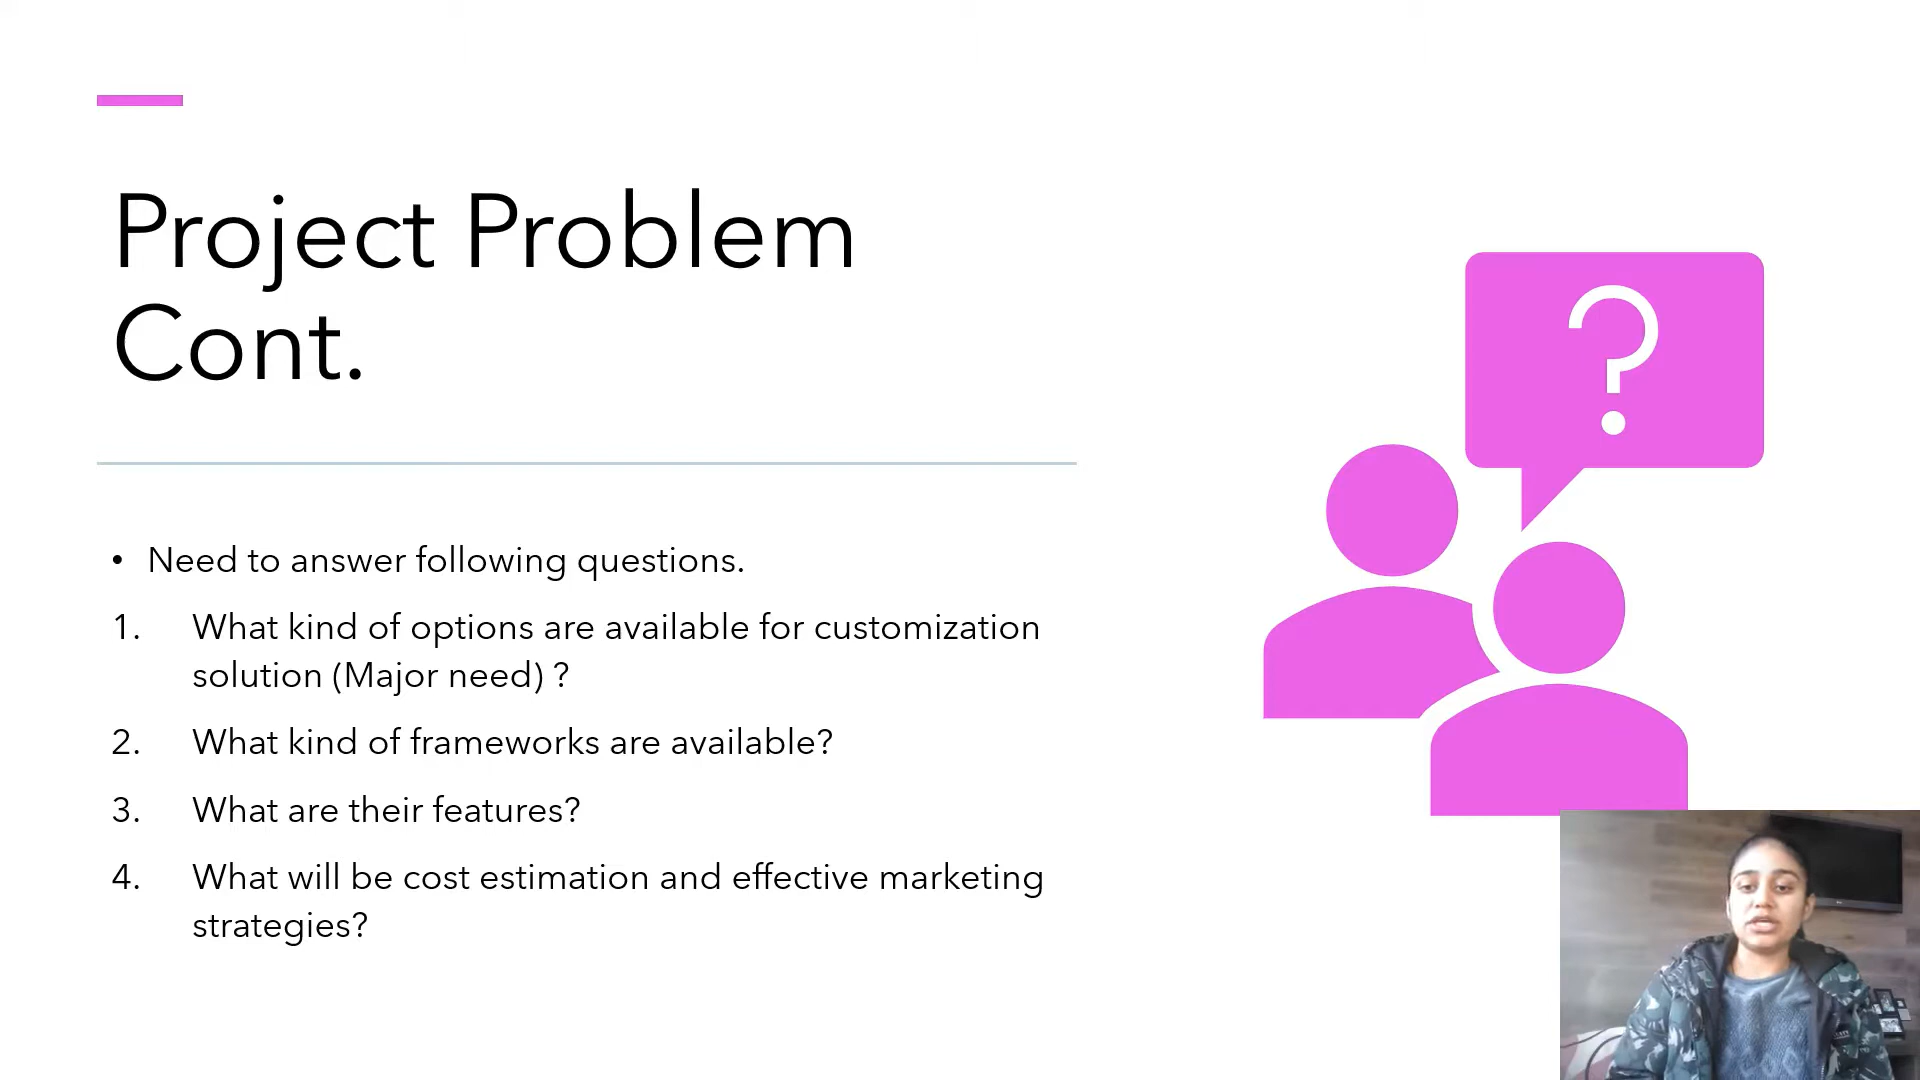 Project Problem
Cont.
• Need to answer following questions.
1. What kind of options are available for customization
solution (Major need) ?
2. What kind of frameworks are available?
3. What are their features?
4. What will be cost estimation and effective marketing
strategies?
?